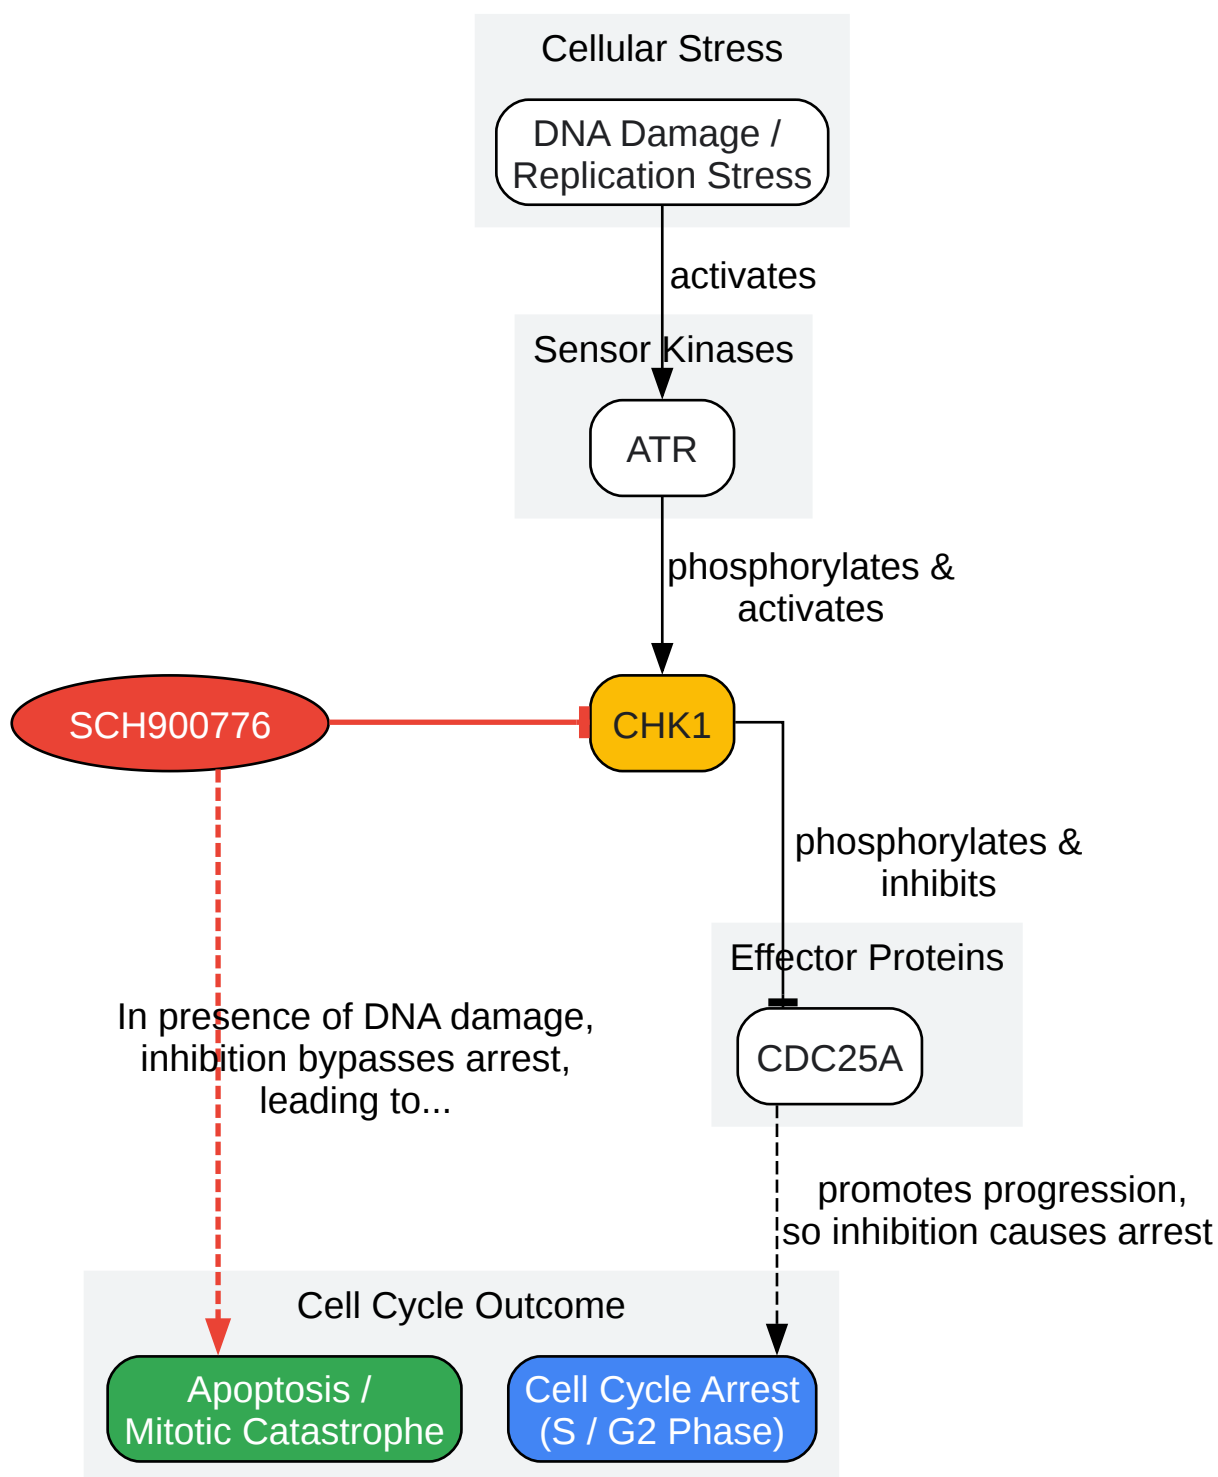 Cellular Stress
DNA Damage /
Replication Stress
activates
Sensor Kinases
ATR
phosphorylates &
activates
SCH900776
CHK1
phosphorylates &
inhibits
Effector Proteins
CDC25A
In presence of DNA damage,
inhibition bypasses arrest,
leading to...
promotes progression,
so inhibition causes arrest
Cell Cycle Outcome
Apoptosis /
Mitotic Catastrophe
Cell Cycle Arrest
(S / G2 Phase)